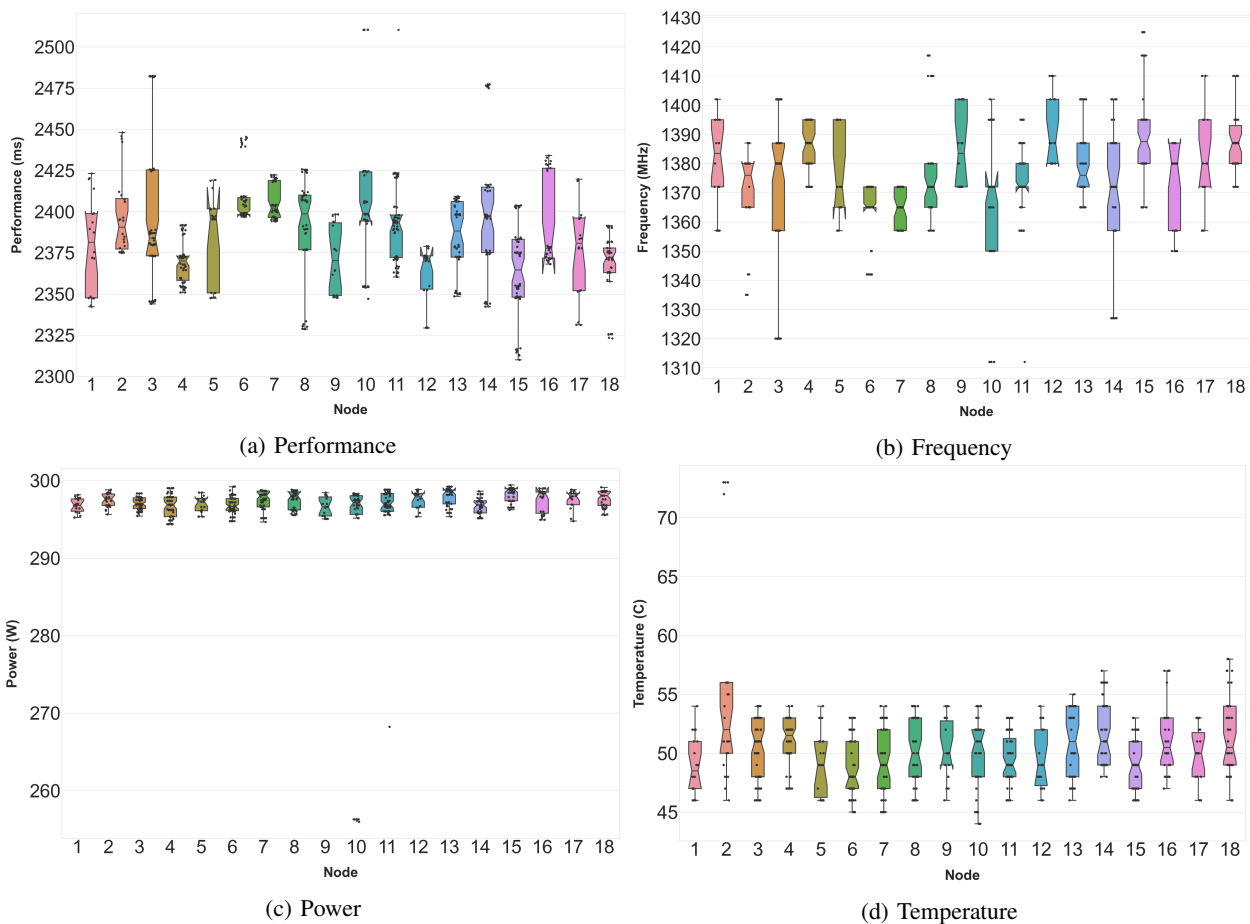 2500
2475
2450
2425
2400
2375
2350
2325
2300
Performance (ms)
1 2 3 4 5 6 7 8 9 10 11 12 13 14 15 16 17 18
Node
(a) Performance
1430
1420
1410
1400
1390
1380
1370
1360
1350
1340
1330
1320
1310
Frequency (MHz)
1 2 3 4 5 6 7 8 9 10 11 12 13 14 15 16 17 18
Node
(b) Frequency
300
290
280
270
260
Power (W)
1 2 3 4 5 6 7 8 9 10 11 12 13 14 15 16 17 18
Node
(c) Power
70
65
60
55
50
45
Temperature (C)
1 2 3 4 5 6 7 8 9 10 11 12 13 14 15 16 17 18
Node
(d) Temperature